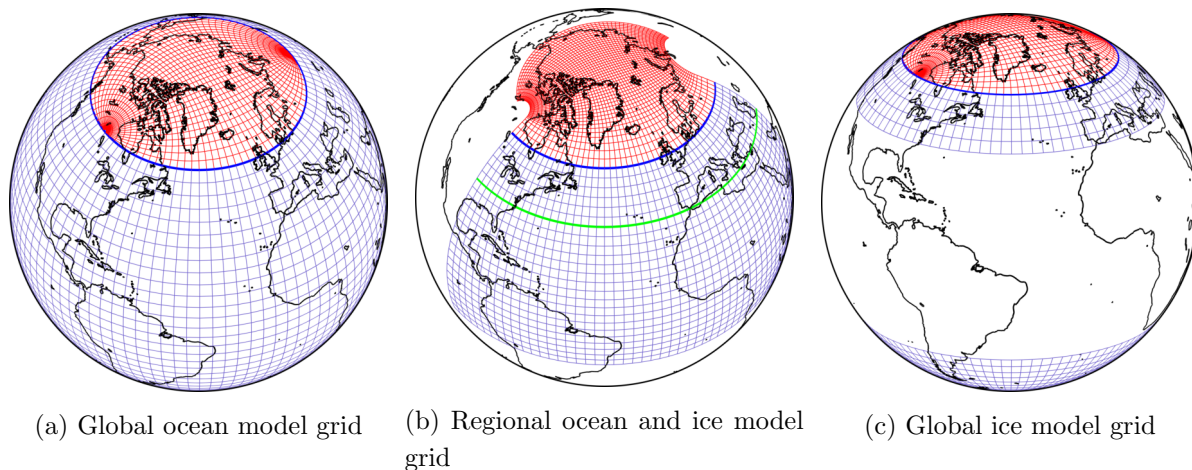 (a) Global ocean model grid
(b) Regional ocean and ice model
grid
(c) Global ice model grid